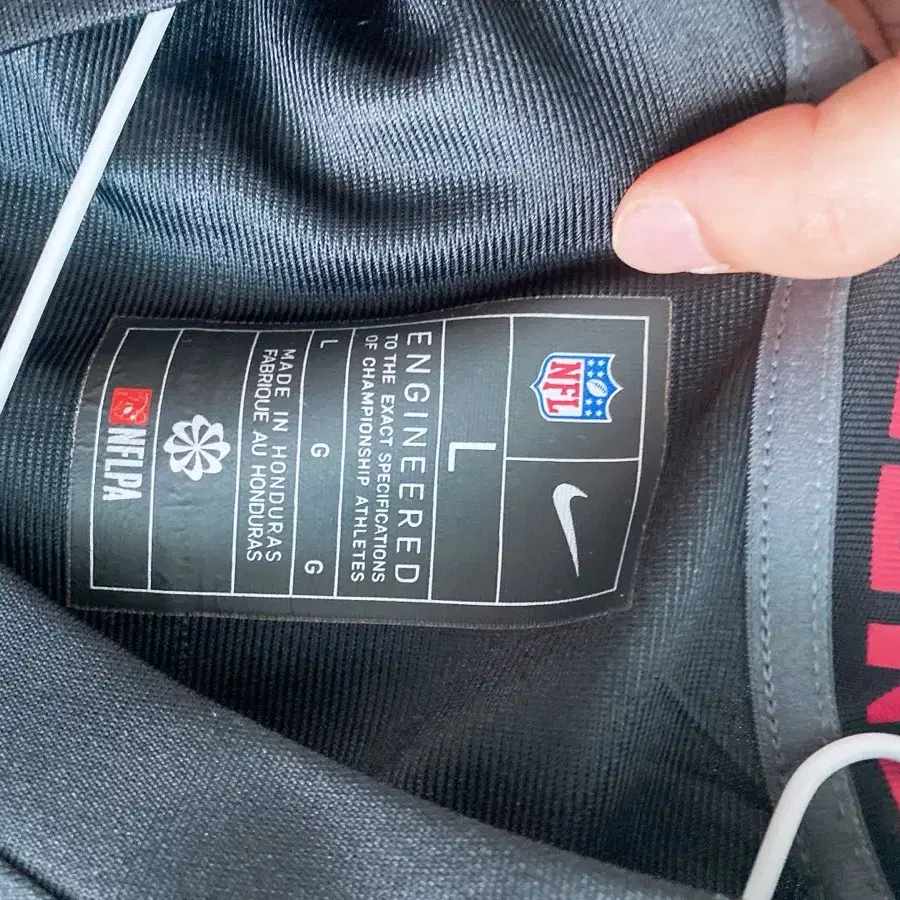 NFL
L
ENGINEERED
TO THE EXACT SPECIFICATIONS
OF CHAMPIONSHIP ATHLETES
L G G
MADE IN HONDURAS
FABRIQUE AU HONDURAS
NFLPA